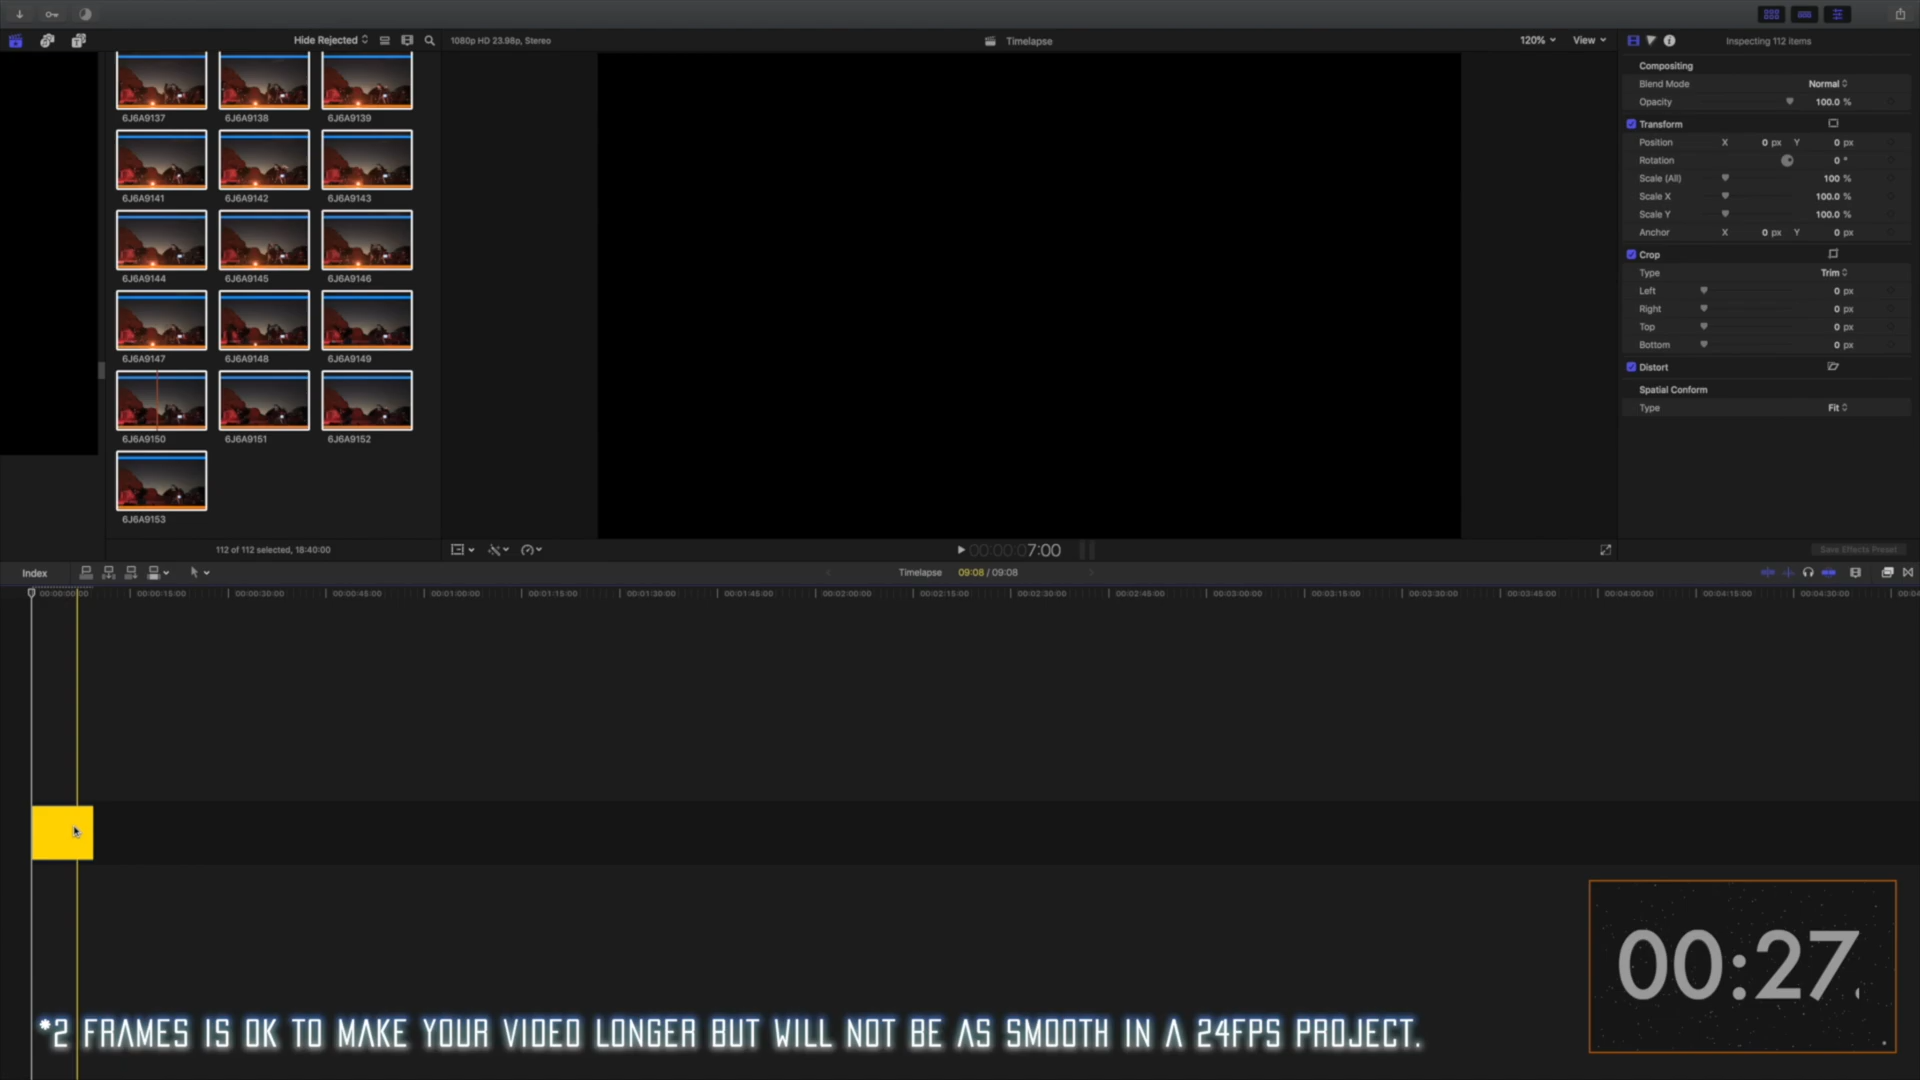 Hide Rejected
1080p HD 23.98p, Stereo
Timelapse
120%
View
Inspecting 112 items
6J6A9137
6J6A9138
6J6A9139
6J6A9141
6J6A9142
6J6A9143
6J6A9144
6J6A9145
6J6A9146
6J6A9147
6J6A9148
6J6A9149
6J6A9150
6J6A9151
6J6A9152
6J6A9153
112 of 112 selected, 18:40:00
Compositing
Blend Mode Normal
Opacity 100.0 %
Transform
Position X 0 px Y 0 px
Rotation 0 °
Scale (All) 100 %
Scale X 100.0 %
Scale Y 100.0 %
Anchor X 0 px Y 0 px
Crop
Type Trim
Left 0 px
Right 0 px
Top 0 px
Bottom 0 px
Distort
Spatial Conform
Type Fit
00:00:07:00
Save Effects Preset
Index
Timelapse 09:08 / 09:08
00:00:00:00 00:00:15:00 00:00:30:00 00:00:45:00 00:01:00:00 00:01:15:00 00:01:30:00 00:01:45:00 00:02:00:00 00:02:15:00 00:02:30:00 00:02:45:00 00:03:00:00 00:03:15:00 00:03:30:00 00:03:45:00 00:04:00:00 00:04:15:00 00:04:30:00
00:27
*2 FRAMES IS OK TO MAKE YOUR VIDEO LONGER BUT WILL NOT BE AS SMOOTH IN A 24FPS PROJECT.